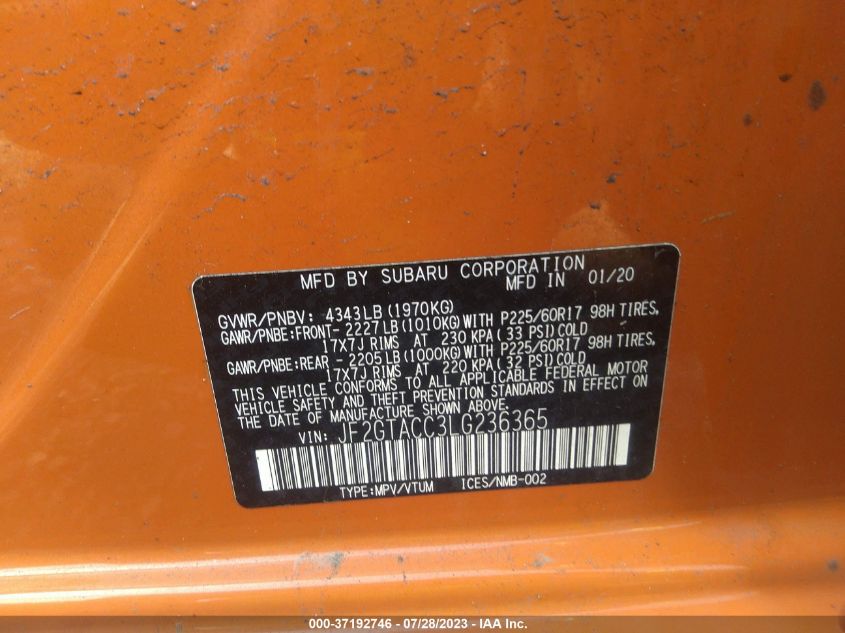 MFD BY SUBARU CORPORATION
MFD IN 01/20
GVWR/PNBV: 4343LB (1970KG)
GAWR/PNBE:FRONT- 2227LB (1010KG) WITH P225/60R17 98H TIRES,
17X7J RIMS AT 230 KPA ( 33 PSI) COLD
GAWR/PNBE:REAR - 2205LB (1000KG) WITH P225/60R17 98H TIRES,
17X7J RIMS AT 220 KPA ( 32 PSI) COLD
THIS VEHICLE CONFORMS TO ALL APPLICABLE FEDERAL MOTOR
VEHICLE SAFETY AND THEFT PREVENTION STANDARDS IN EFFECT ON
THE DATE OF MANUFACTURE SHOWN ABOVE.
VIN: JF2GTACC3LG236365
TYPE:MPV/VTUM ICES/NMB-002
000-37192746 - 07/28/2023 - IAA Inc.